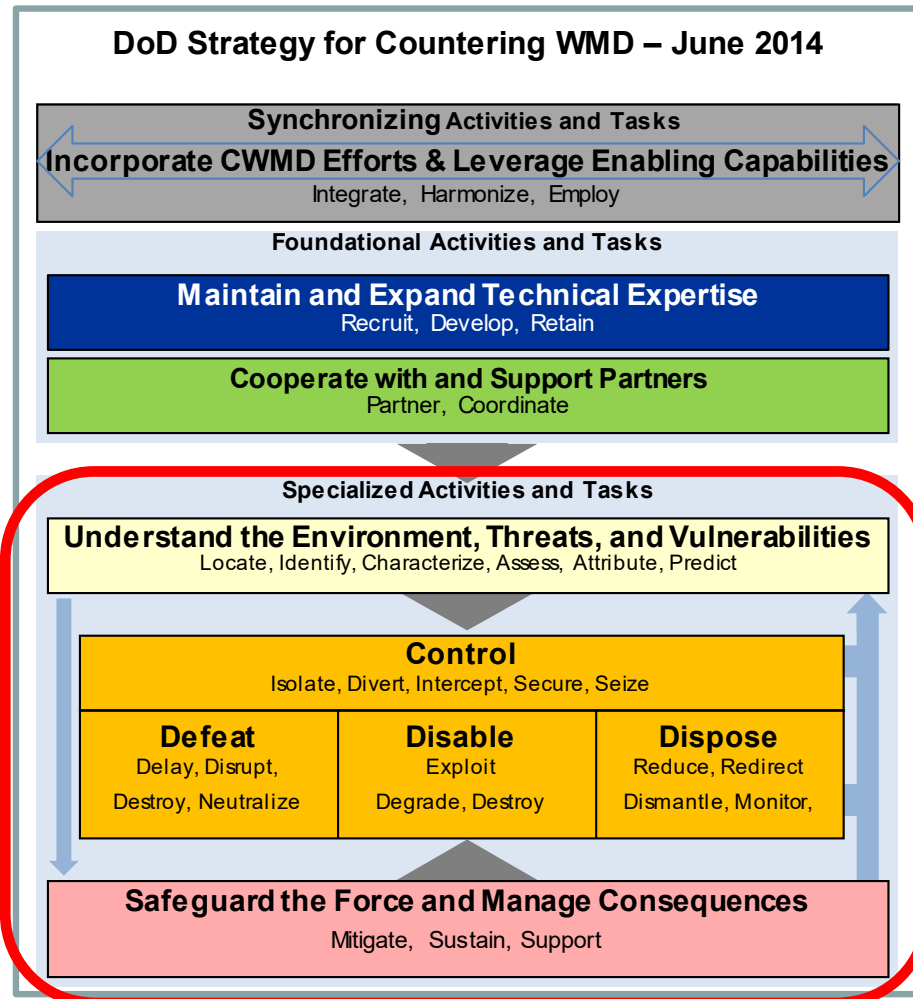 DoD Strategy for Countering WMD – June 2014
Synchronizing Activities and Tasks
Incorporate CWMD Efforts & Leverage Enabling Capabilities
Integrate, Harmonize, Employ
Foundational Activities and Tasks
Maintain and Expand Technical Expertise
Recruit, Develop, Retain
Cooperate with and Support Partners
Partner, Coordinate
Specialized Activities and Tasks
Understand the Environment, Threats, and Vulnerabilities
Locate, Identify, Characterize, Assess, Attribute, Predict
Control
Isolate, Divert, Intercept, Secure, Seize
Defeat
Delay, Disrupt,
Destroy, Neutralize
Disable
Exploit
Degrade, Destroy
Dispose
Reduce, Redirect
Dismantle, Monitor,
Safeguard the Force and Manage Consequences
Mitigate, Sustain, Support